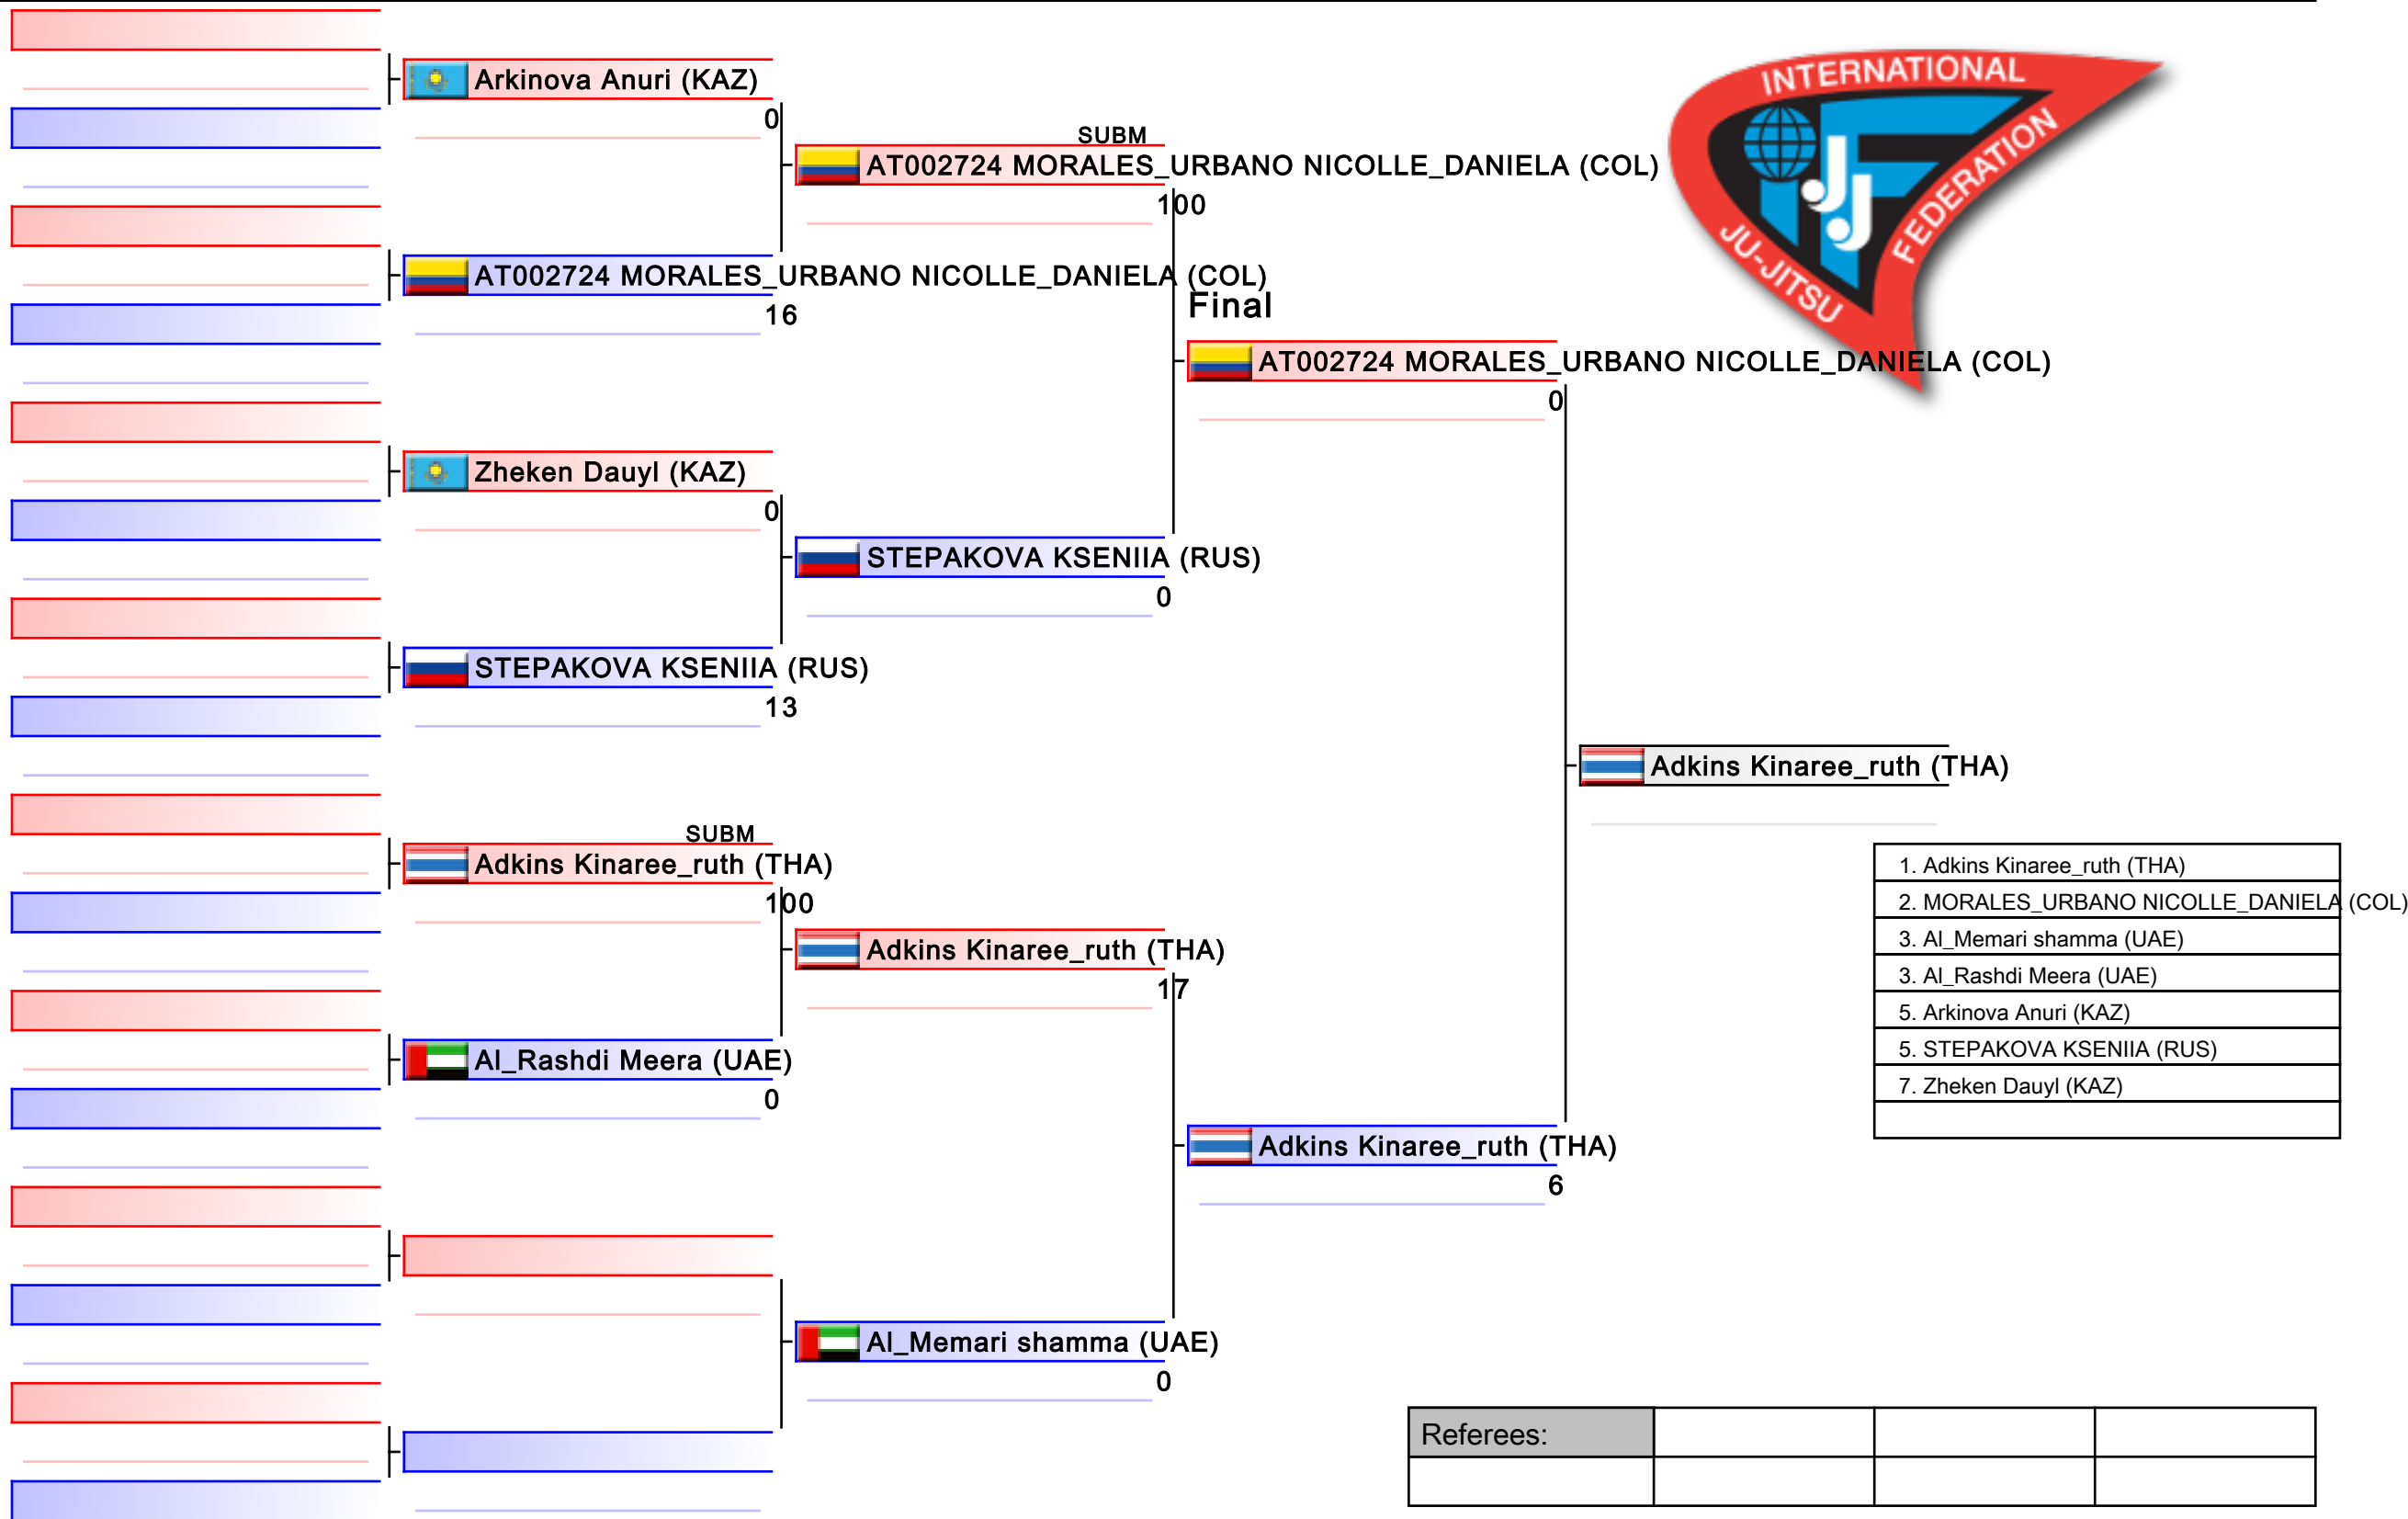 INTERNATIONAL
JU-JITSU
FEDERATION
JJ
Arkinova Anuri (KAZ)
0
SUBM
AT002724 MORALES_URBANO NICOLLE_DANIELA (COL)
100
AT002724 MORALES_URBANO NICOLLE_DANIELA (COL)
16
Final
AT002724 MORALES_URBANO NICOLLE_DANIELA (COL)
0
Zheken Dauyl (KAZ)
0
STEPAKOVA KSENIIA (RUS)
0
STEPAKOVA KSENIIA (RUS)
13
Adkins Kinaree_ruth (THA)
SUBM
Adkins Kinaree_ruth (THA)
100
Adkins Kinaree_ruth (THA)
17
Al_Rashdi Meera (UAE)
0
Adkins Kinaree_ruth (THA)
6
Al_Memari shamma (UAE)
0
1. Adkins Kinaree_ruth (THA)
2. MORALES_URBANO NICOLLE_DANIELA (COL)
3. Al_Memari shamma (UAE)
3. Al_Rashdi Meera (UAE)
5. Arkinova Anuri (KAZ)
5. STEPAKOVA KSENIIA (RUS)
7. Zheken Dauyl (KAZ)
Referees: